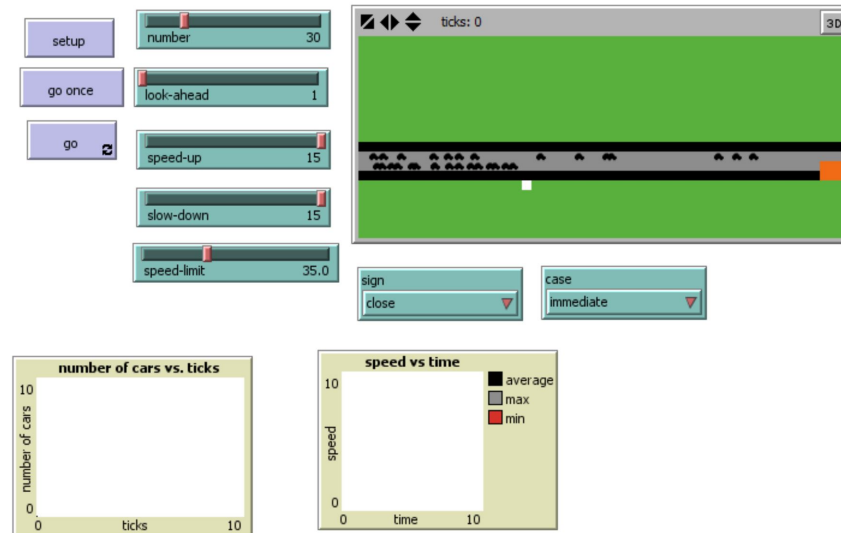 setup
go once
go
number 30
look-ahead 1
speed-up 15
slow-down 15
speed-limit 35.0
ticks: 0
3D
sign
close
case
immediate
number of cars vs. ticks
10
number of cars
0
0 ticks 10
speed vs time
10
speed
0
0 time 10
average
max
min